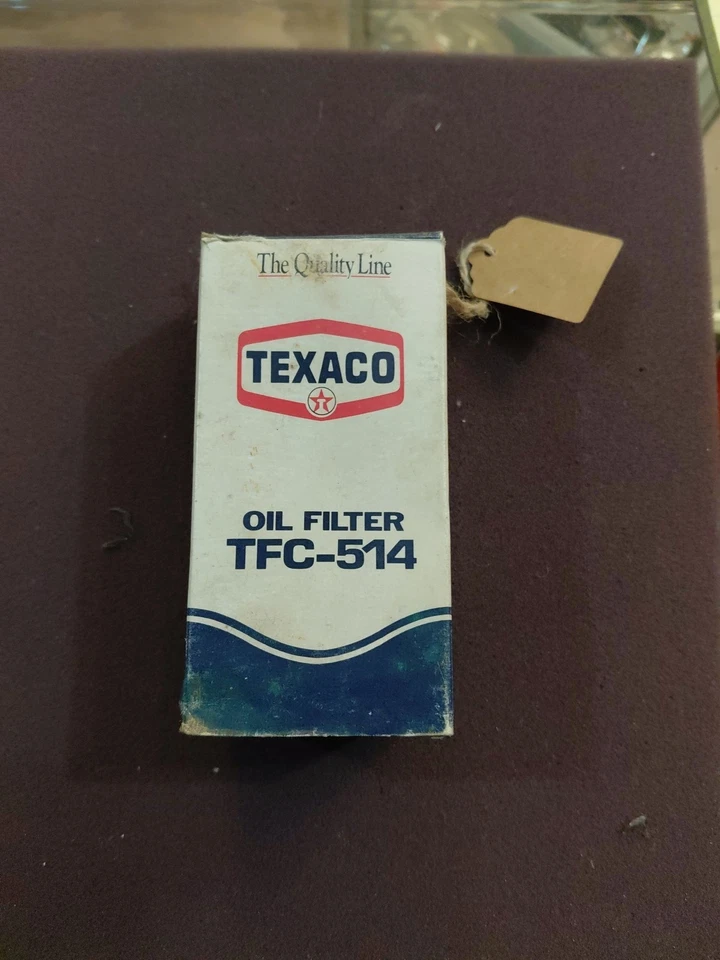 The Quality Line
TEXACO
T
OIL FILTER
TFC-514